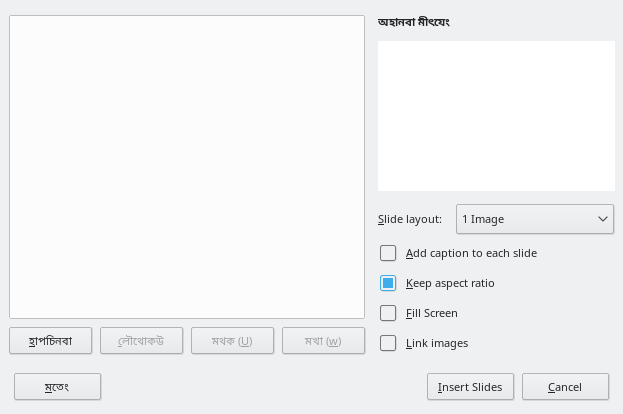 অহানবা মীৎয়েং
Slide layout:
1 Image
Add caption to each slide
Keep aspect ratio
Fill Screen
Link images
হাপচিনবা
লৌথোকউ
মথক (U)
মখা (w)
মতেং
Insert Slides
Cancel